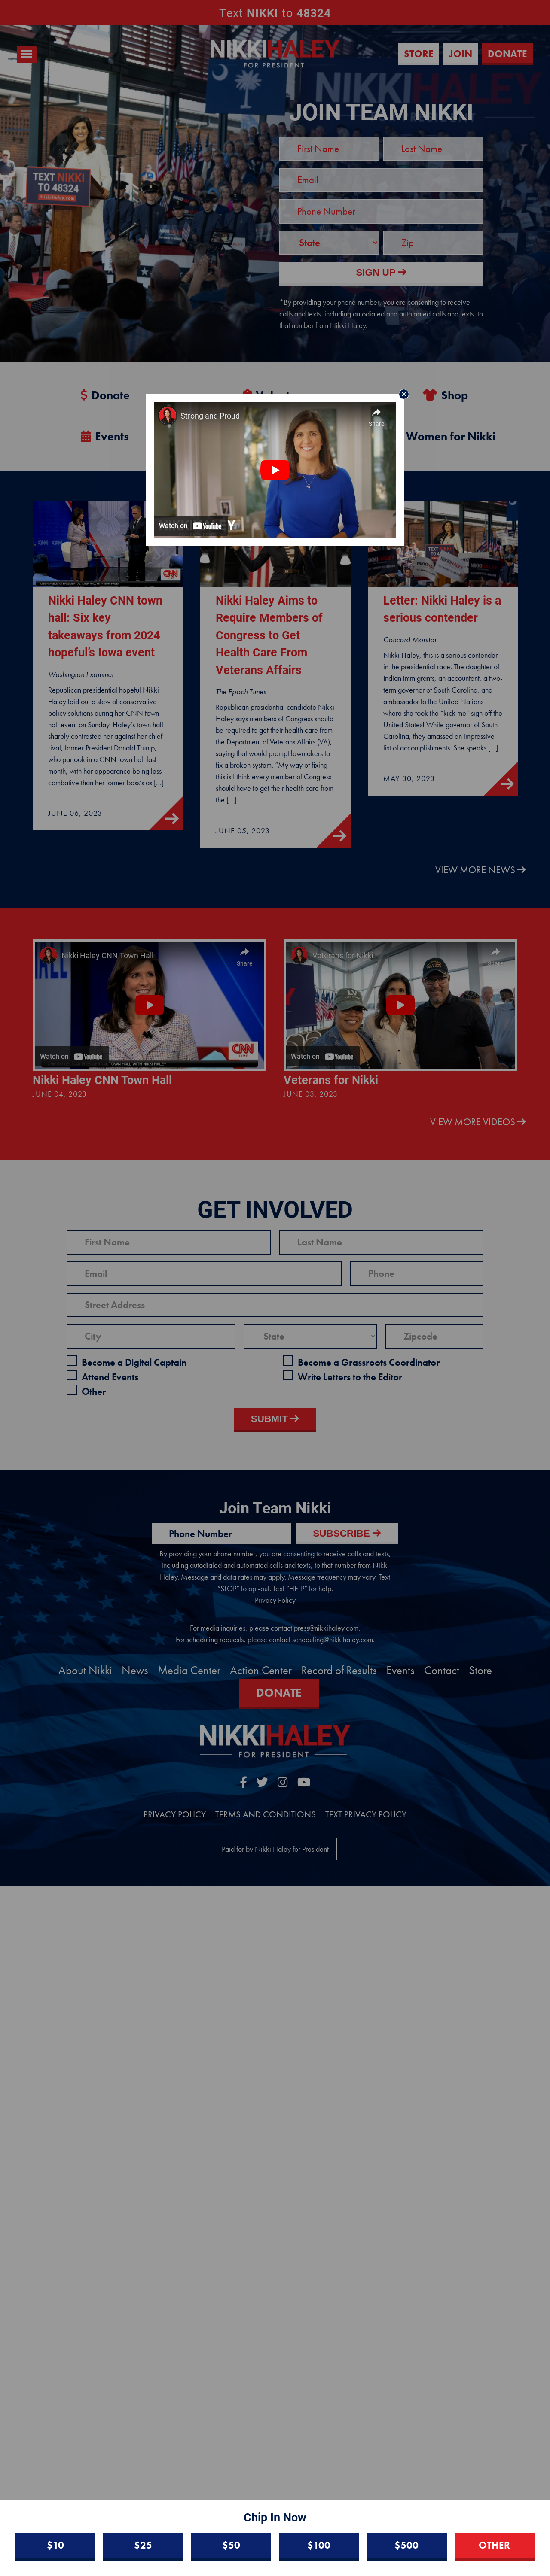 Text NIKKI to 48324
NIKKIHALEY
FOR PRESIDENT
STORE
JOIN
DONATE
TEXT NIKKI
TO 48324
NikkiHaley.com
JOIN TEAM NIKKI
First Name
Last Name
Email
Phone Number
State
Zip
SIGN UP
*By providing your phone number, you are consenting to receive
calls and texts, including autodialed and automated calls and texts, to
that number from Nikki Haley.
Donate
Volunteer
Shop
Events
Women for Nikki
Strong and Proud
Share
Watch on YouTube
CNN
Nikki Haley CNN town
hall: Six key
takeaways from 2024
hopeful's Iowa event
Washington Examiner
Republican presidential hopeful Nikki
Haley laid out a slew of conservative
policy solutions during her CNN town
hall event on Sunday. Haley's town hall
sharply contrasted her against her chief
rival, former President Donald Trump,
who partook in a CNN town hall last
month, with her appearance being less
combative than her former boss's as [...]
JUNE 06, 2023
Nikki Haley Aims to
Require Members of
Congress to Get
Health Care From
Veterans Affairs
The Epoch Times
Republican presidential candidate Nikki
Haley says members of Congress should
be required to get their health care from
the Department of Veterans Affairs (VA),
saying that would prompt lawmakers to
fix a broken system. "My way of fixing
this is I think every member of Congress
should have to get their health care from
the [...]
JUNE 05, 2023
Letter: Nikki Haley is a
serious contender
Concord Monitor
Nikki Haley, this is a serious contender
in the presidential race. The daughter of
Indian immigrants, an accountant, a two-
term governor of South Carolina, and
ambassador to the United Nations
where she took the "kick me" sign off the
United States! While governor of South
Carolina, they amassed an impressive
list of accomplishments. She speaks [...]
MAY 30, 2023
VIEW MORE NEWS
Nikki Haley CNN Town Hall
Share
Watch on YouTube
CNN
Nikki Haley CNN Town Hall
JUNE 04, 2023
Veterans for Nikki
Share
Watch on YouTube
Veterans for Nikki
JUNE 03, 2023
VIEW MORE VIDEOS
GET INVOLVED
First Name
Last Name
Email
Phone
Street Address
City
State
Zipcode
Become a Digital Captain
Become a Grassroots Coordinator
Attend Events
Write Letters to the Editor
Other
SUBMIT
Join Team Nikki
Phone Number
SUBSCRIBE
By providing your phone number, you are consenting to receive calls and texts,
including autodialed and automated calls and texts, to that number from Nikki
Haley. Message and data rates may apply. Message frequency may vary. Text
"STOP" to opt-out. Text "HELP" for help.
Privacy Policy
For media inquiries, please contact press@nikkihaley.com.
For scheduling requests, please contact scheduling@nikkihaley.com.
About Nikki
News
Media Center
Action Center
Record of Results
Events
Contact
Store
DONATE
NIKKIHALEY
FOR PRESIDENT
PRIVACY POLICY
TERMS AND CONDITIONS
TEXT PRIVACY POLICY
Paid for by Nikki Haley for President
Chip In Now
$10
$25
$50
$100
$500
OTHER